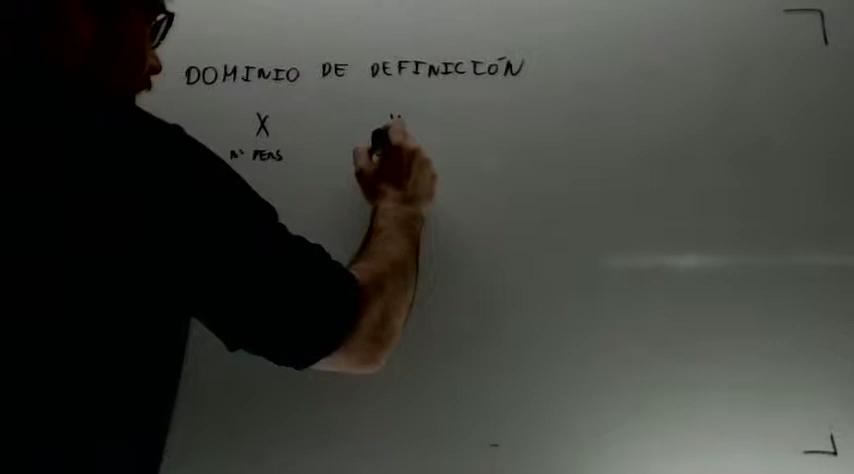 DOMINIO DE DEFINICIÓN
X
Nº PERS